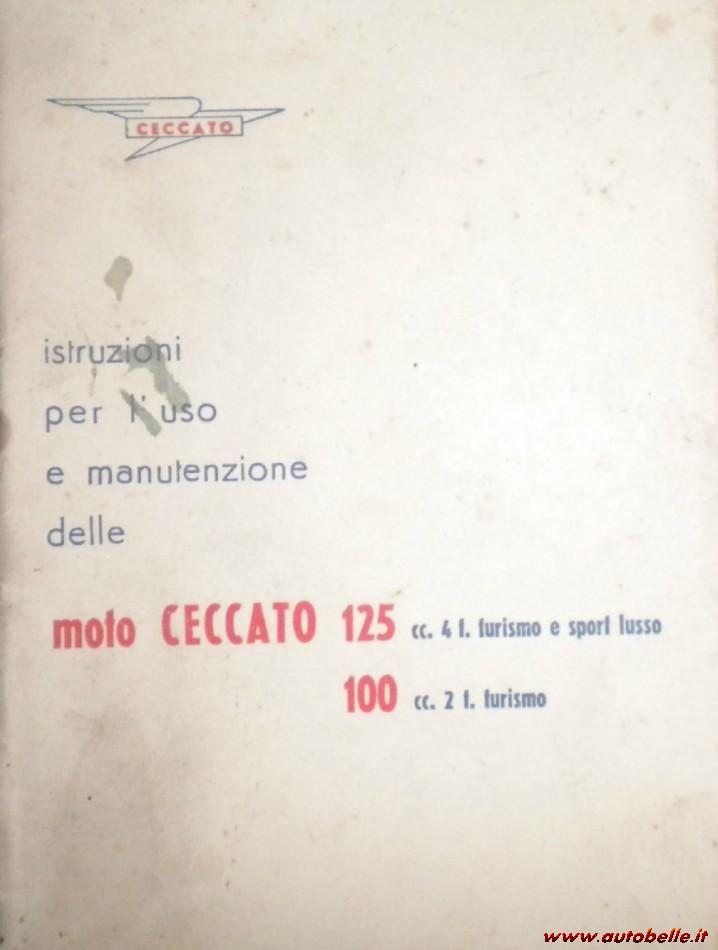 CECCATO
istruzioni
per l'uso
e manutenzione
delle
moto CECCATO 125 cc. 4 t. turismo e sport lusso
100 cc. 2 t. turismo
www.autobelle.it